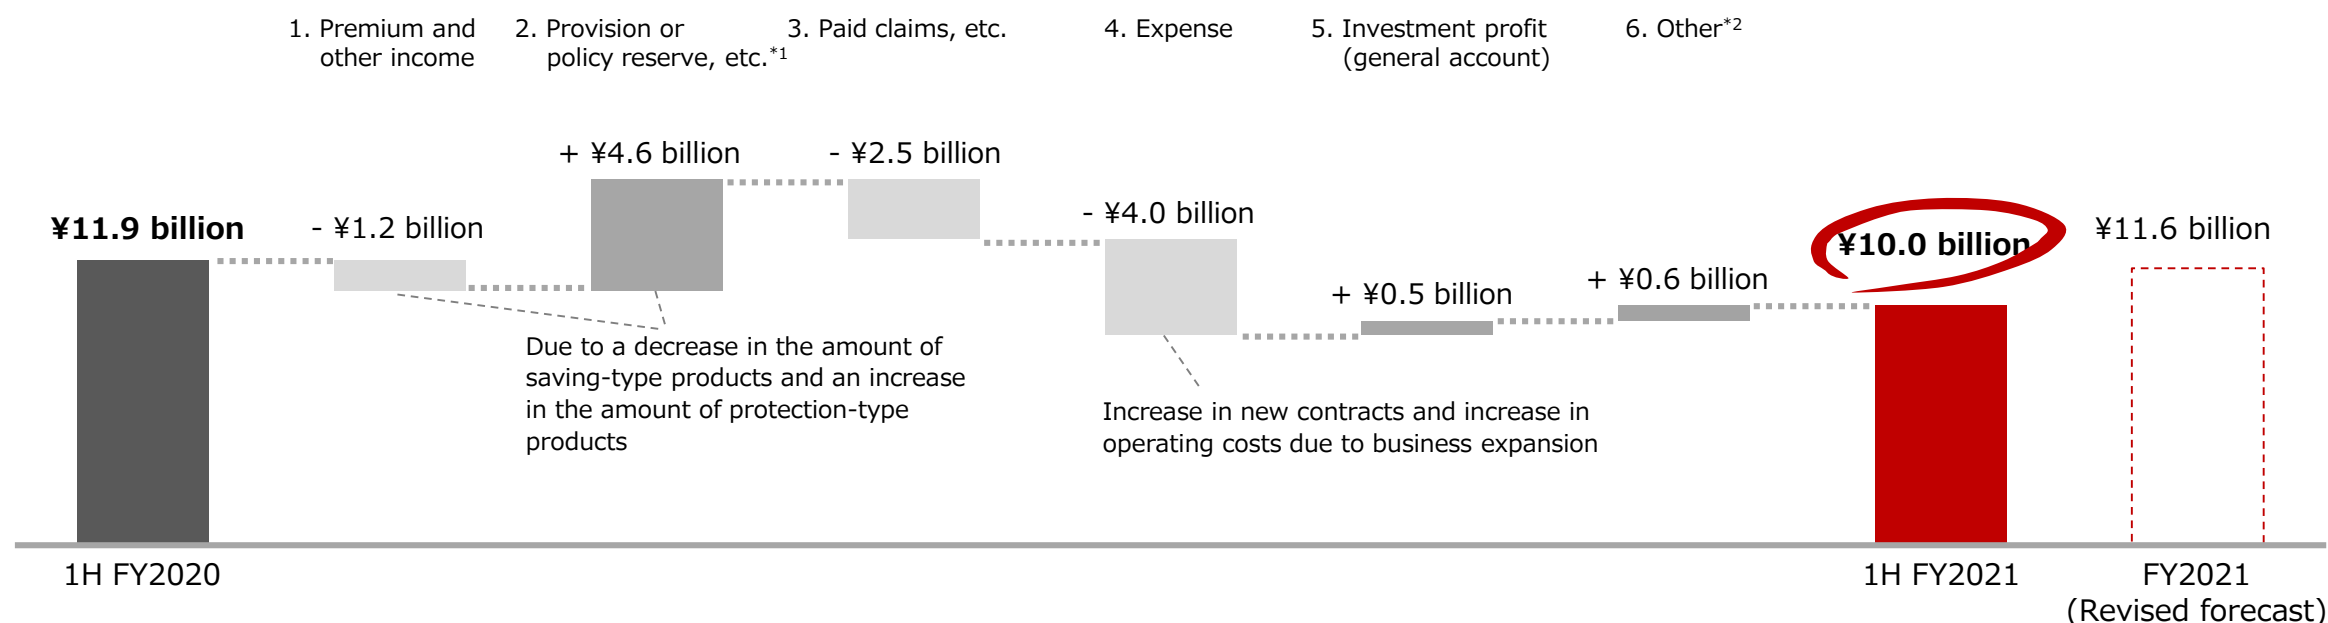 1. Premium and
other income
2. Provision or
policy reserve, etc.*1
3. Paid claims, etc.
4. Expense
5. Investment profit
(general account)
6. Other*2
+ ¥4.6 billion
- ¥2.5 billion
¥11.9 billion
- ¥1.2 billion
- ¥4.0 billion
¥10.0 billion
¥11.6 billion
+ ¥0.5 billion
+ ¥0.6 billion
Due to a decrease in the amount of
saving-type products and an increase
in the amount of protection-type
products
Increase in new contracts and increase in
operating costs due to business expansion
1H FY2020
1H FY2021
FY2021
(Revised forecast)